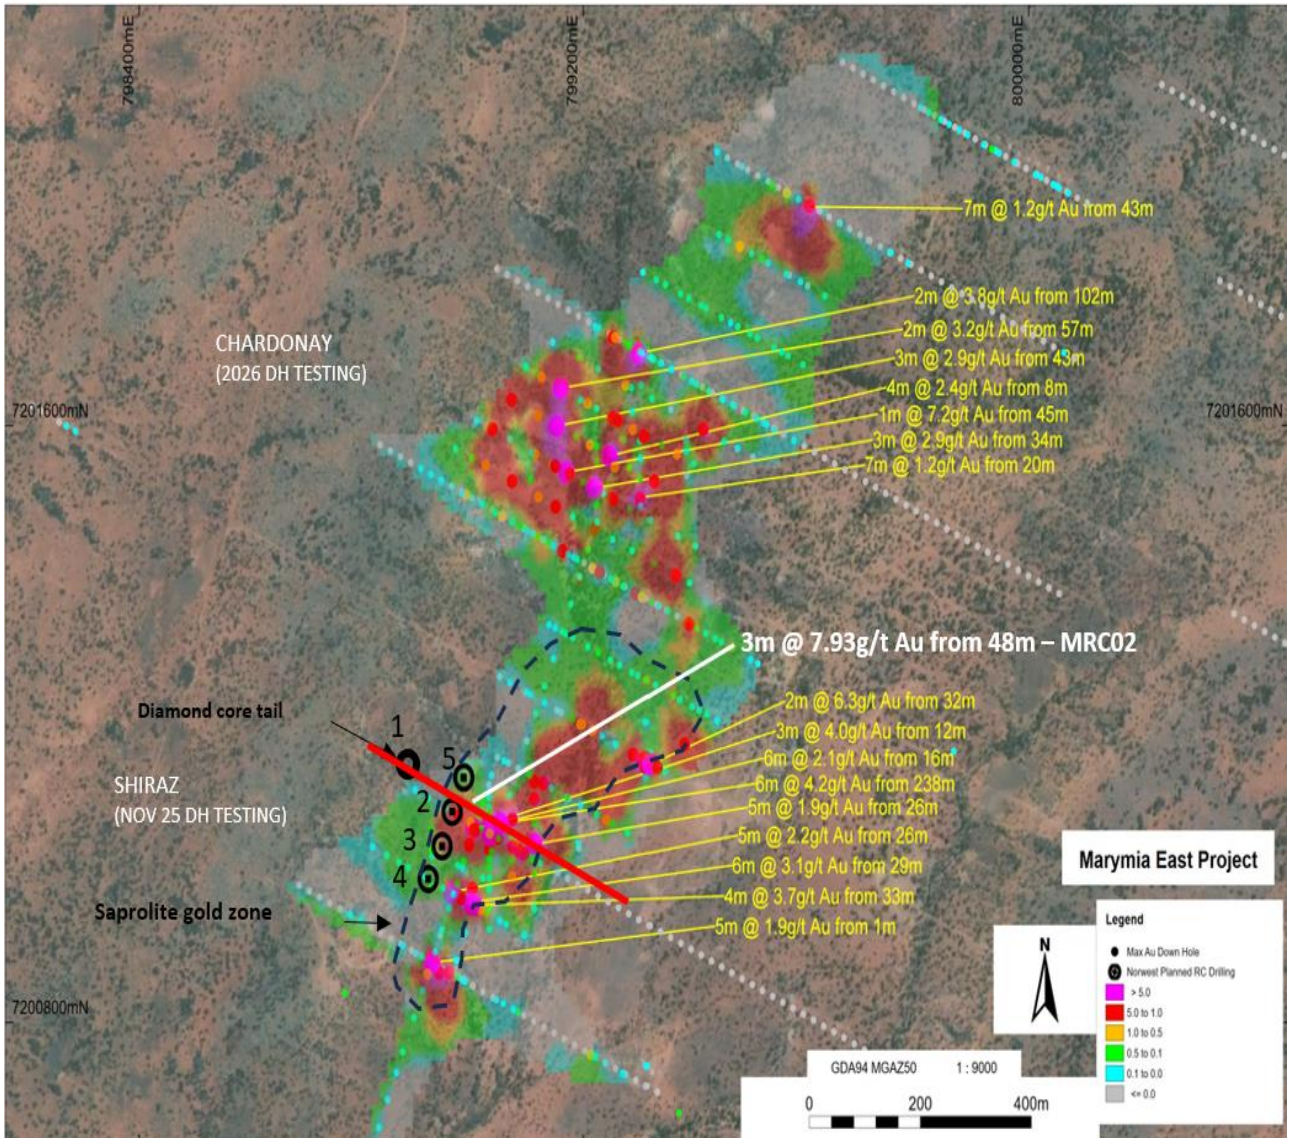 798400mE
799200mE
800000mE
7m @ 1.2g/t Au from 43m
2m @ 3.8g/t Au from 102m
2m @ 3.2g/t Au from 57m
CHARDONAY
(2026 DH TESTING)
3m @ 2.9g/t Au from 43m
4m @ 2.4g/t Au from 8m
7201600mN
1m @ 7.2g/t Au from 45m
7201600mN
3m @ 2.9g/t Au from 34m
7m @ 1.2g/t Au from 20m
3m @ 7.93g/t Au from 48m – MRC02
2m @ 6.3g/t Au from 32m
Diamond core tail
3m @ 4.0g/t Au from 12m
1
5
6m @ 2.1g/t Au from 16m
SHIRAZ
(NOV 25 DH TESTING)
6m @ 4.2g/t Au from 238m
2
5m @ 1.9g/t Au from 26m
3
5m @ 2.2g/t Au from 26m
4
6m @ 3.1g/t Au from 29m
Marymia East Project
4m @ 3.7g/t Au from 33m
Saprolite gold zone
5m @ 1.9g/t Au from 1m
Legend
N
Max Au Down Hole
Norwest Planned RC Drilling
> 5.0
5.0 to 1.0
1.0 to 0.5
0.5 to 0.1
0.1 to 0.0
<= 0.0
7200800mN
GDA94 MGAZ50 1 : 9000
0 200 400m